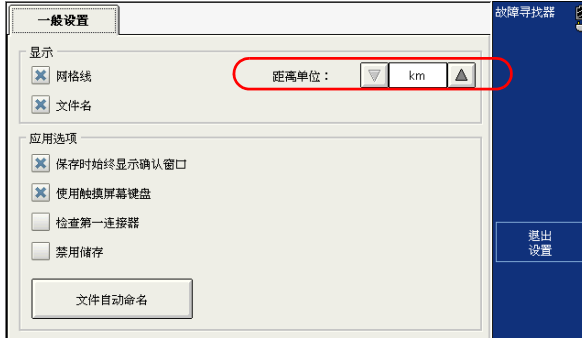 一般设置
故障寻找器
显示
网格线
距离单位：
km
文件名
应用选项
保存时始终显示确认窗口
使用触摸屏幕键盘
检查第一连接器
禁用储存
文件自动命名
退出
设置